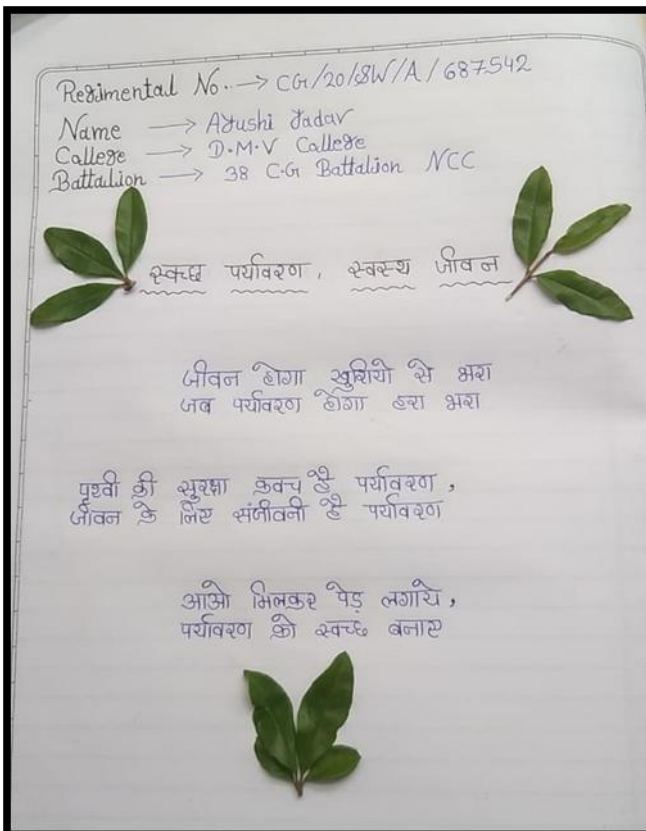 Regimental No. → CG/20/SW/A/687542
Name → Ayushi Yadav
College → D.M.V College
Battalion → 38 C.G Battalion NCC
स्वच्छ पर्यावरण, स्वस्थ जीवन
जीवन होगा खुशियो से भरा
जब पर्यावरण होगा हरा भरा
पृथ्वी की सुरक्षा कवच है पर्यावरण,
जीवन के लिए संजीवनी है पर्यावरण
आओ मिलकर पेड़ लगाये,
पर्यावरण को स्वच्छ बनाए